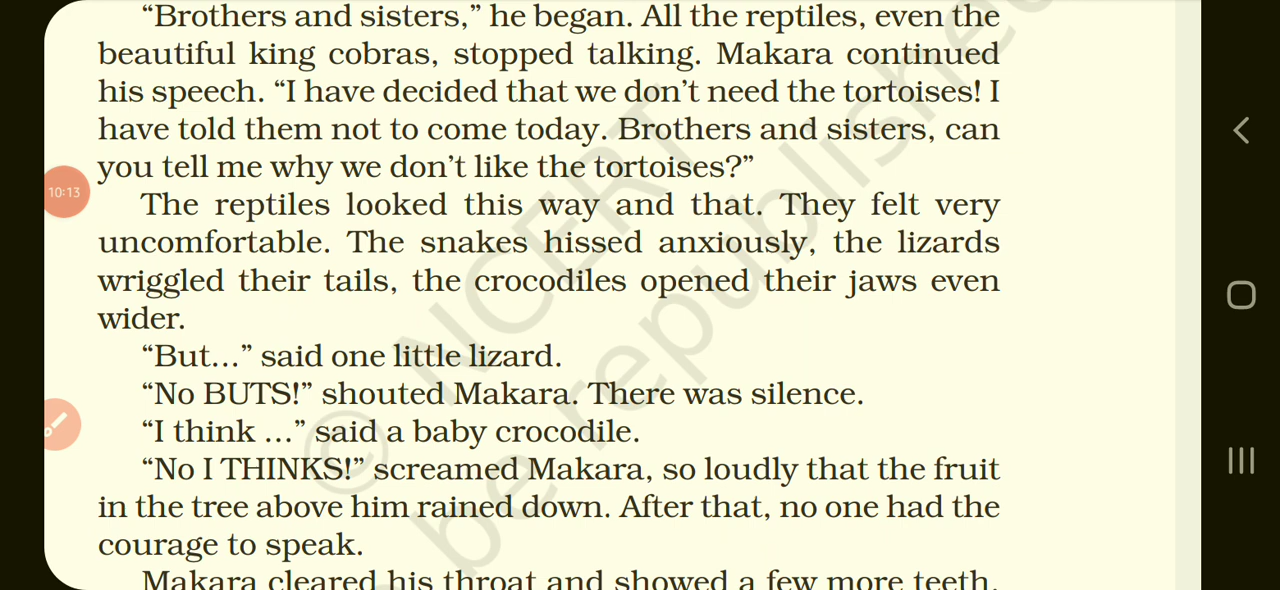 “Brothers and sisters,” he began. All the reptiles, even the
beautiful king cobras, stopped talking. Makara continued
his speech. “I have decided that we don’t need the tortoises! I
have told them not to come today. Brothers and sisters, can
you tell me why we don’t like the tortoises?”
10:13
The reptiles looked this way and that. They felt very
uncomfortable. The snakes hissed anxiously, the lizards
wriggled their tails, the crocodiles opened their jaws even
wider.
“But...” said one little lizard.
“No BUTS!” shouted Makara. There was silence.
“I think ...” said a baby crocodile.
“No I THINKS!” screamed Makara, so loudly that the fruit
in the tree above him rained down. After that, no one had the
courage to speak.
Makara cleared his throat and showed a few more teeth.
© NCERT
be republished